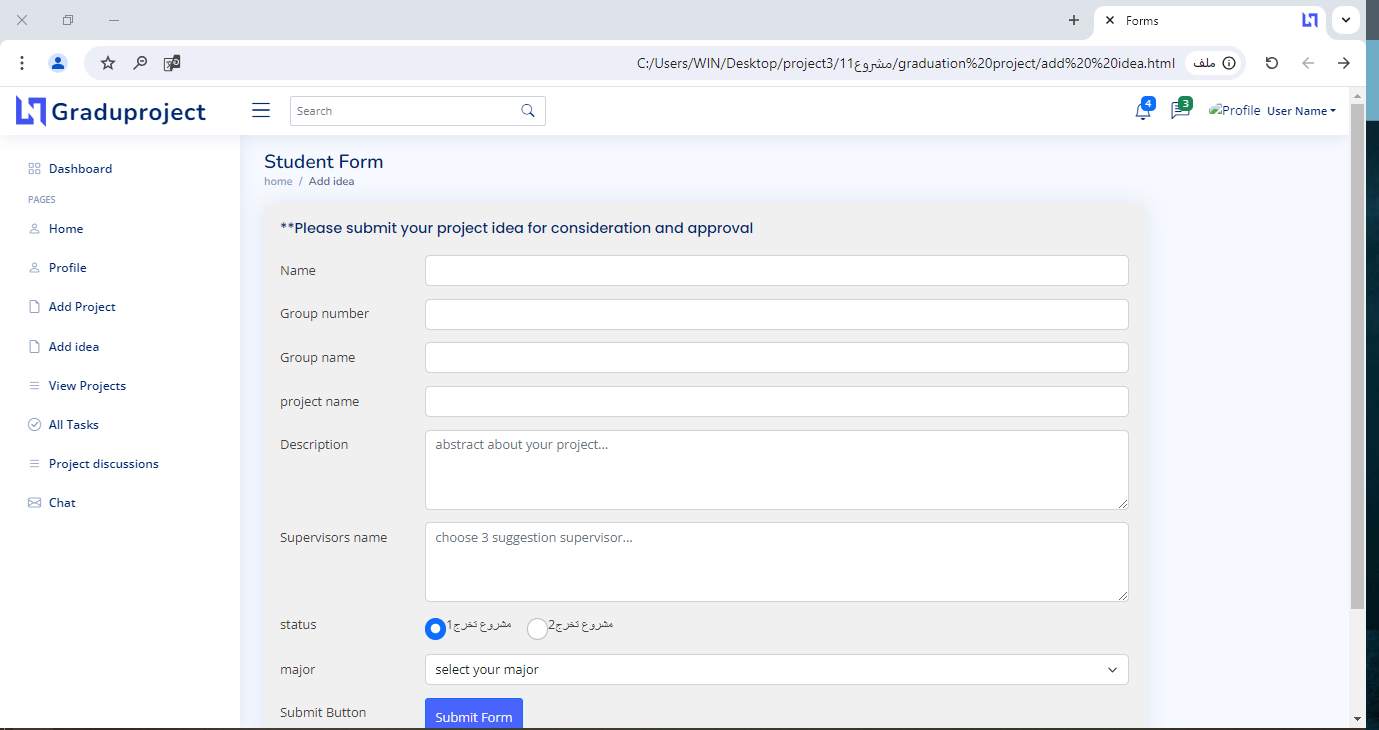 Forms
C:/Users/WIN/Desktop/project3/11مشروع/graduation%20project/add%20%20idea.html
ملف
Graduproject
Search
4
3
Profile
User Name
Dashboard
PAGES
Home
Profile
Add Project
Add idea
View Projects
All Tasks
Project discussions
Chat
Student Form
home / Add idea
**Please submit your project idea for consideration and approval
Name
Group number
Group name
project name
Description
abstract about your project...
Supervisors name
choose 3 suggestion supervisor...
status
مشروع تخرج1
مشروع تخرج2
major
select your major
Submit Button
Submit Form